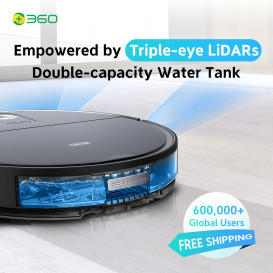 360
Empowered by Triple-eye LiDARs
Double-capacity Water Tank
600,000+
Global Users
FREE SHIPPING